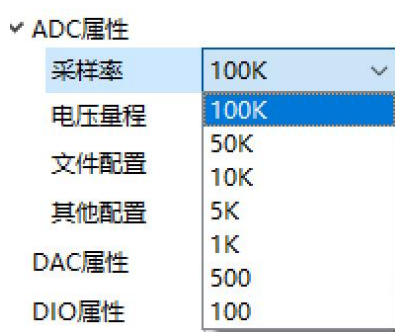 ADC属性
采样率 100K
电压量程 100K
50K
文件配置 10K
其他配置 5K
1K
DAC属性 500
DIO属性 100